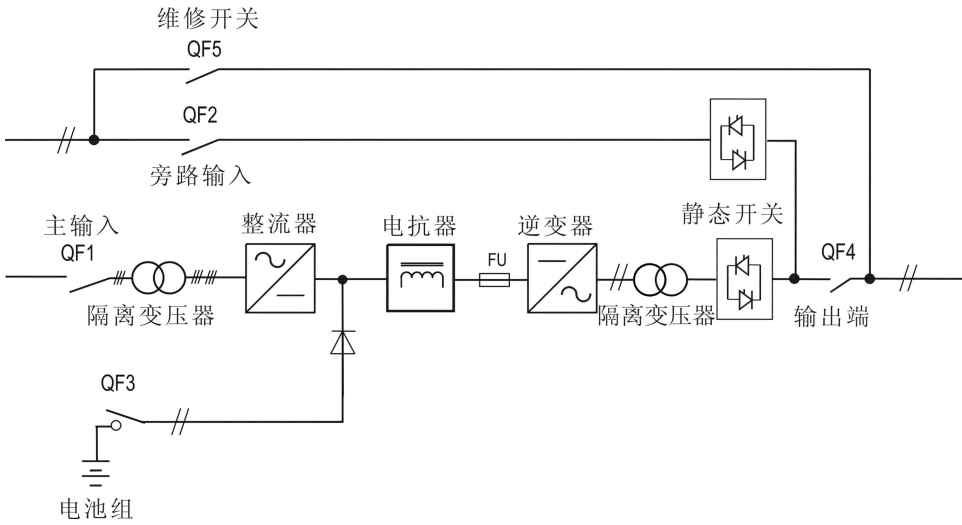 维修开关
QF5
QF2
旁路输入
主输入
QF1
隔离变压器
整流器
电抗器
FU
逆变器
隔离变压器
静态开关
QF4
输出端
QF3
电池组